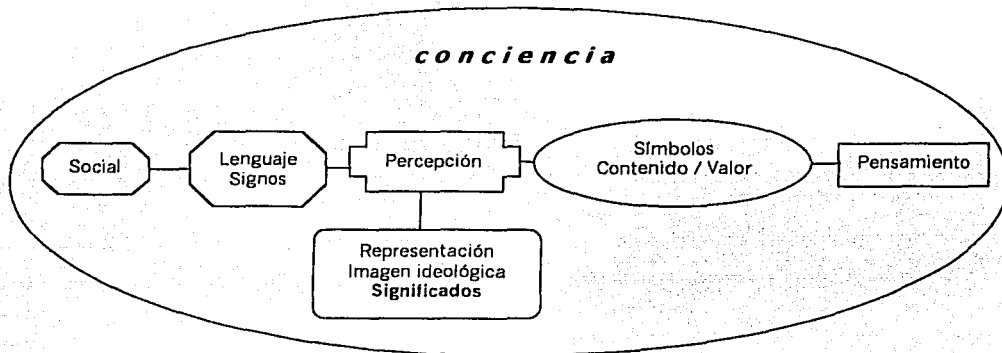 conciencia
Social
Lenguaje
Signos
Percepción
Símbolos
Contenido / Valor
Pensamiento
Representación
Imagen ideológica
Significados